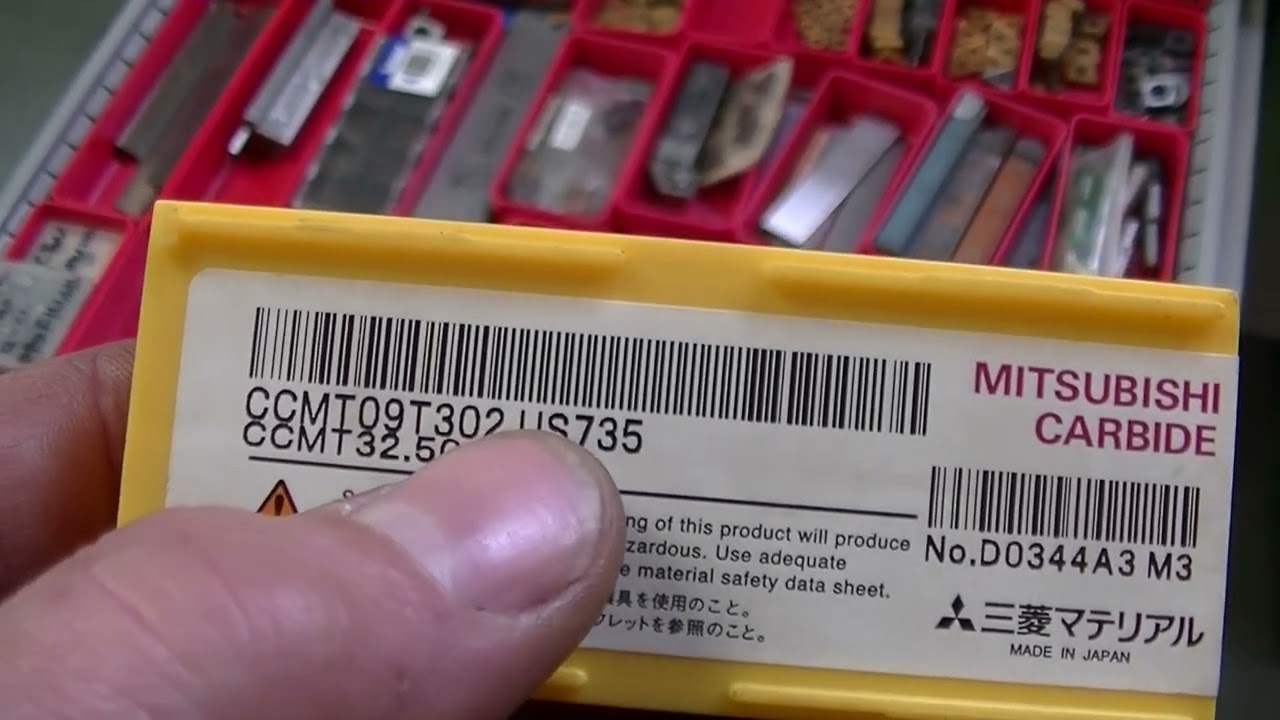 CCMT09T302 US735
CCMT32.5
MITSUBISHI
CARBIDE
of this product will produce
Use adequate
material safety data sheet.
具を使用のこと。
レットを参照のこと。
No.D0344A3 M3
三菱マテリアル
MADE IN JAPAN